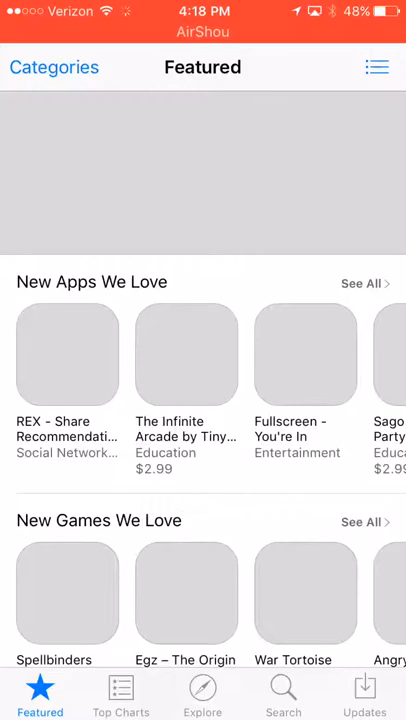 Verizon 4:18 PM 48%
AirShou
Categories Featured
New Apps We Love See All
REX - Share The Infinite Fullscreen - Sago
Recommendati... Arcade by Tiny... You're In Party
Social Network... Education Entertainment Educa
$2.99 $2.99
New Games We Love See All
Spellbinders Egz – The Origin War Tortoise Angry
Featured Top Charts Explore Search Updates